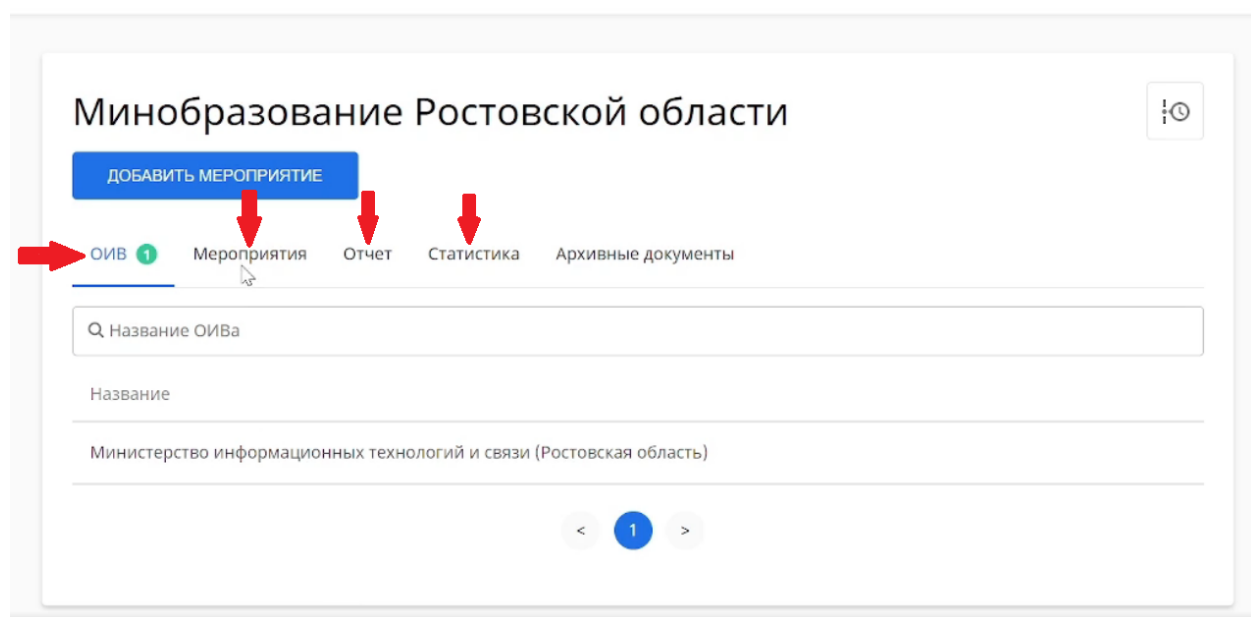 Минобразование Ростовской области
ДОБАВИТЬ МЕРОПРИЯТИЕ
ОИВ 1 Мероприятия Отчет Статистика Архивные документы
Название ОИВа
Название
Министерство информационных технологий и связи (Ростовская область)
< 1 >